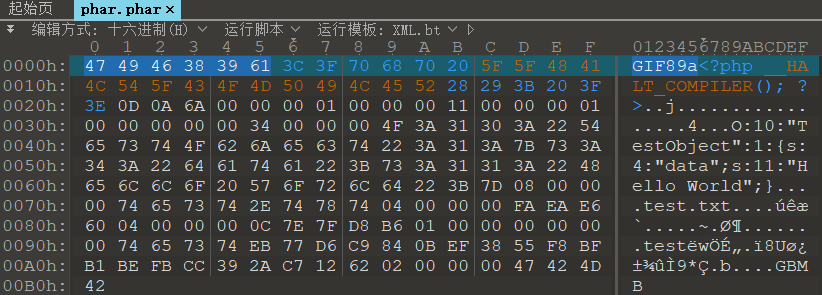 起始页 phar.phar ×
编辑方式: 十六进制(H) 运行脚本 运行模板: XML.bt
0 1 2 3 4 5 6 7 8 9 A B C D E F 0123456789ABCDEF
0000h: 47 49 46 38 39 61 3C 3F 70 68 70 20 5F 5F 48 41 GIF89a<?php __HA
0010h: 4C 54 5F 43 4F 4D 50 49 4C 45 52 28 29 3B 20 3F LT_COMPILER(); ?
0020h: 3E 0D 0A 6A 00 00 00 01 00 00 00 11 00 00 00 01 >..j............
0030h: 00 00 00 00 00 34 00 00 00 4F 3A 31 30 3A 22 54 .....4...O:10:"T
0040h: 65 73 74 4F 62 6A 65 63 74 22 3A 31 3A 7B 73 3A estObject":1:{s:
0050h: 34 3A 22 64 61 74 61 22 3B 73 3A 31 31 3A 22 48 4:"data";s:11:"H
0060h: 65 6C 6C 6F 20 57 6F 72 6C 64 22 3B 7D 08 00 00 ello World";}...
0070h: 00 74 65 73 74 2E 74 78 74 04 00 00 00 FA EA E6 .test.txt....úêæ
0080h: 60 04 00 00 00 0C 7E 7F D8 B6 01 00 00 00 00 00 `.....~.Ø¶......
0090h: 00 74 65 73 74 EB 77 D6 C9 84 0B EF 38 55 F8 BF .testëwÖÉ„.ï8Uø¿
00A0h: B1 BE FB CC 39 2A C7 12 62 02 00 00 00 47 42 4D ±¾ûÌ9*Ç.b....GBM
00B0h: 42 B